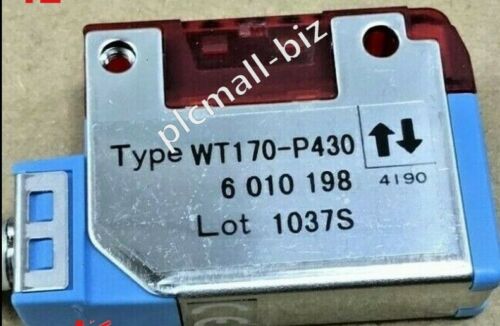 plcmall-biz
Type WT170-P430
6 010 198
4190
Lot 1037S